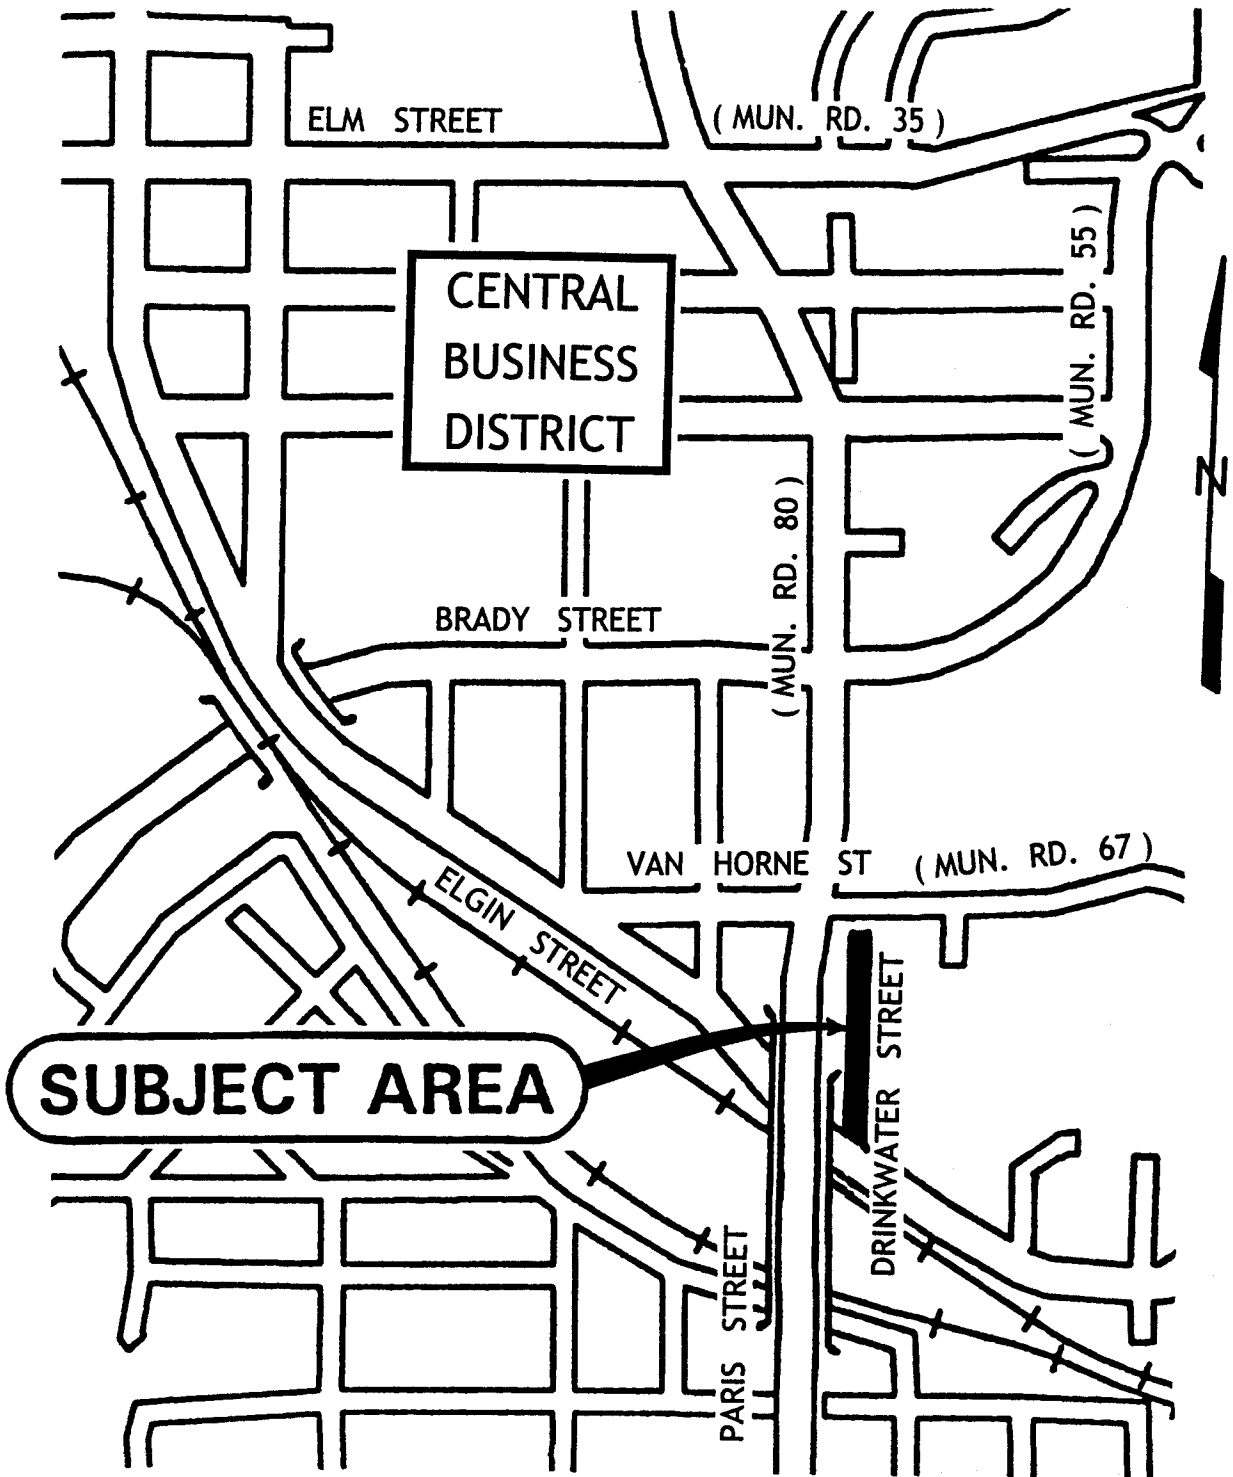 ELM STREET
( MUN. RD. 35 )
( MUN. RD. 55 )
CENTRAL
BUSINESS
DISTRICT
N
( MUN. RD. 80 )
BRADY STREET
VAN HORNE ST ( MUN. RD. 67 )
ELGIN STREET
DRINKWATER STREET
SUBJECT AREA
PARIS STREET